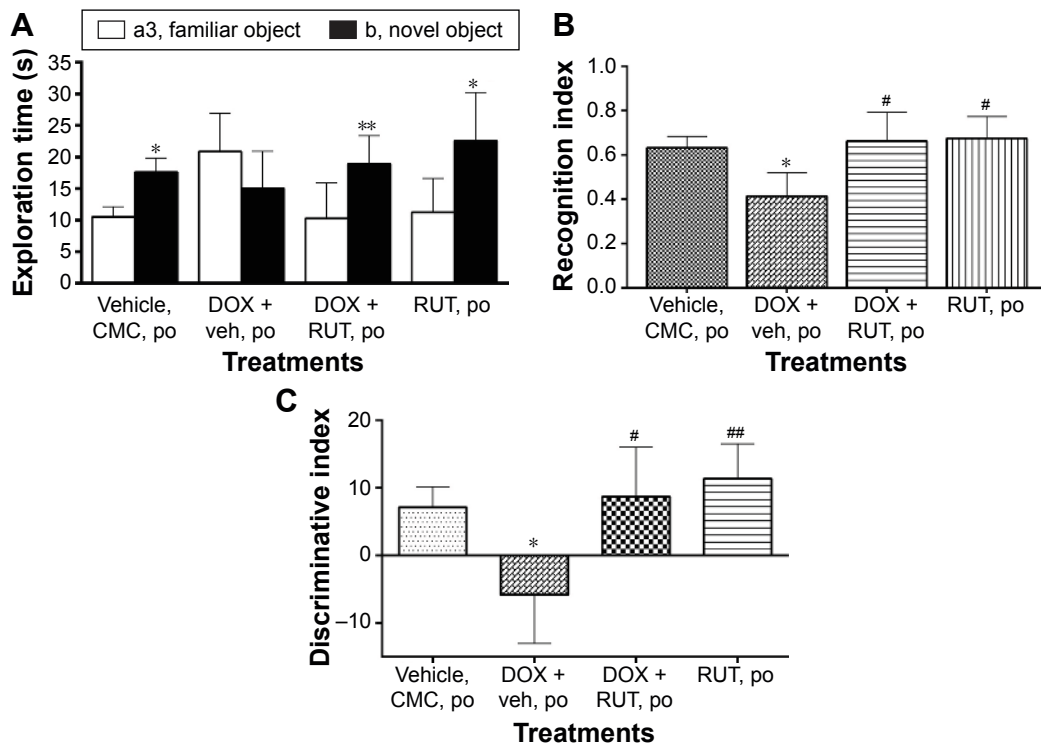 A
a3, familiar object
b, novel object
Exploration time (s)
35
30
25
20
15
10
5
0
*
**
*
Vehicle,
CMC, po
DOX +
veh, po
DOX +
RUT, po
RUT, po
Treatments
B
Recognition index
1.0
0.8
0.6
0.4
0.2
0.0
*
#
#
Vehicle,
CMC, po
DOX +
veh, po
DOX +
RUT, po
RUT, po
Treatments
C
Discriminative index
20
10
0
–10
*
#
##
Vehicle,
CMC, po
DOX +
veh, po
DOX +
RUT, po
RUT, po
Treatments